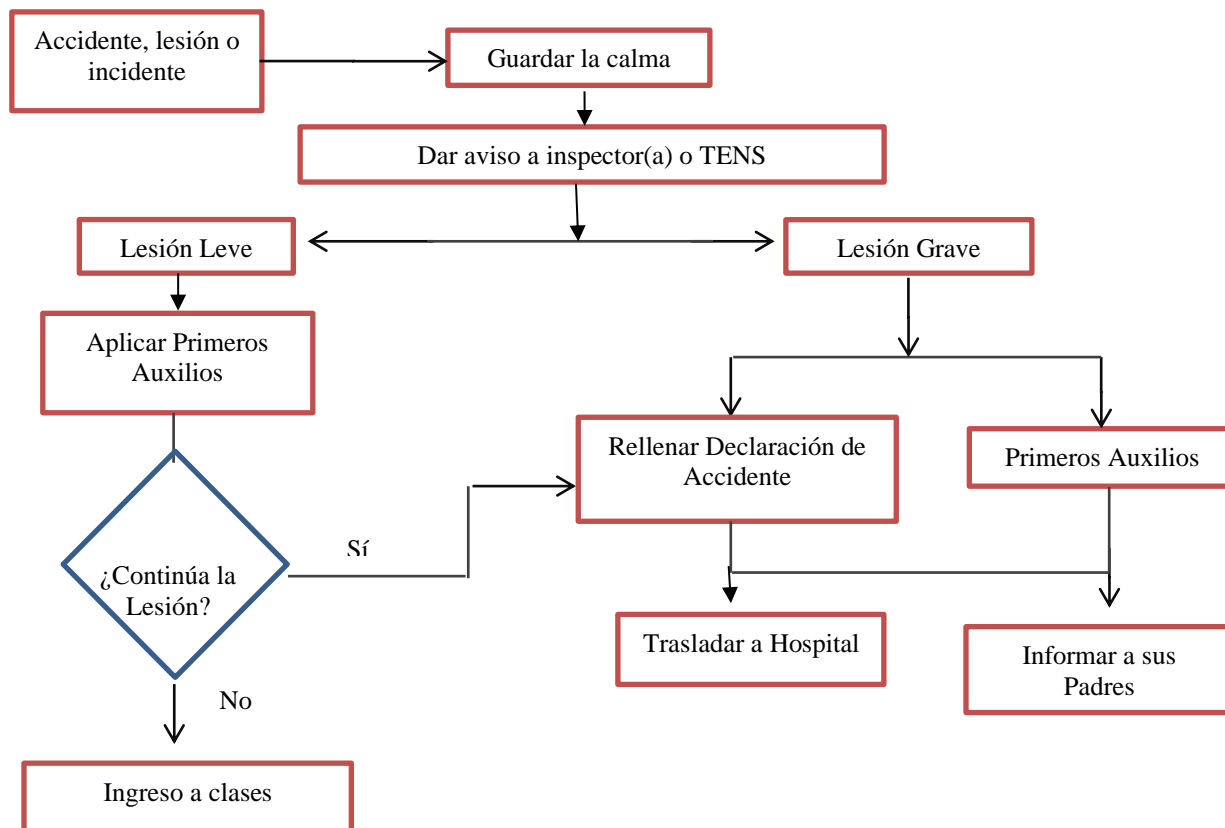 Accidente, lesión o
incidente
Guardar la calma
Dar aviso a inspector(a) o TENS
Lesión Leve
Lesión Grave
Aplicar Primeros
Auxilios
Rellenar Declaración de
Accidente
Primeros Auxilios
Sí
¿Continúa la
Lesión?
Trasladar a Hospital
Informar a sus
Padres
No
Ingreso a clases